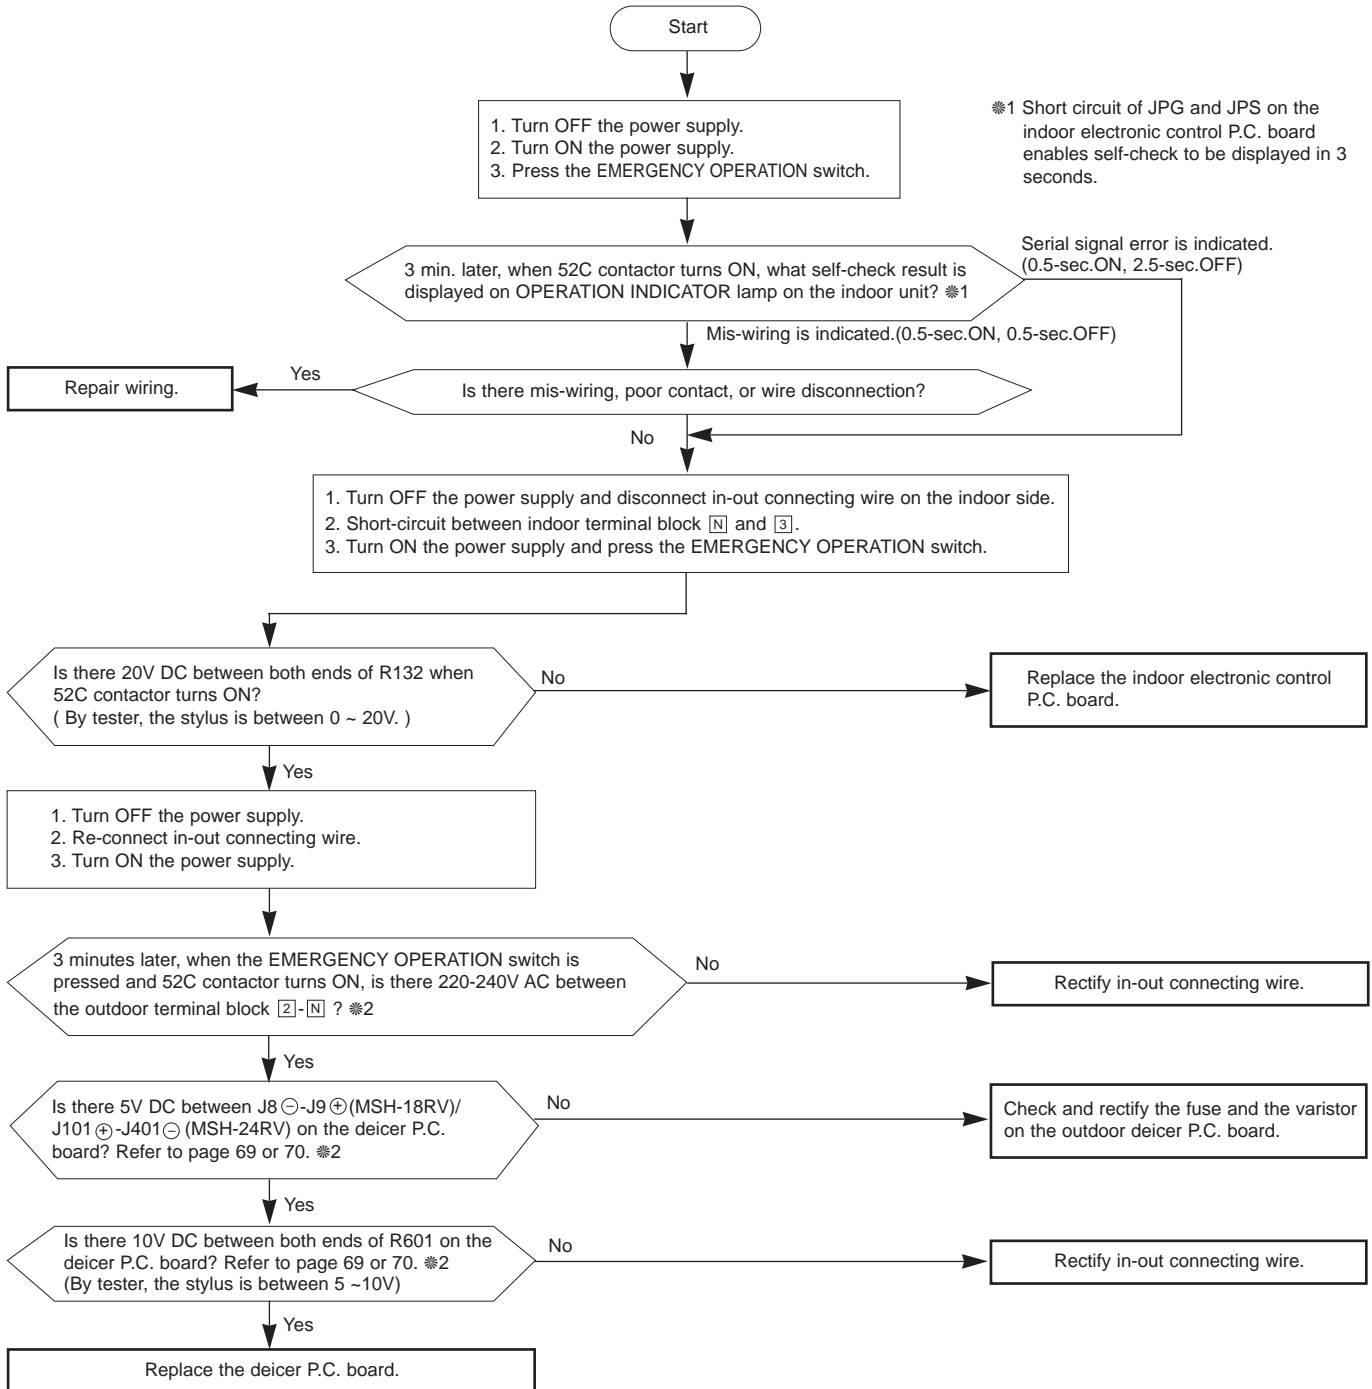 Start
1. Turn OFF the power supply.
2. Turn ON the power supply.
3. Press the EMERGENCY OPERATION switch.
❋1 Short circuit of JPG and JPS on the
indoor electronic control P.C. board
enables self-check to be displayed in 3
seconds.
3 min. later, when 52C contactor turns ON, what self-check result is
displayed on OPERATION INDICATOR lamp on the indoor unit? ❋1
Serial signal error is indicated.
(0.5-sec.ON, 2.5-sec.OFF)
Mis-wiring is indicated.(0.5-sec.ON, 0.5-sec.OFF)
Is there mis-wiring, poor contact, or wire disconnection?
Yes
Repair wiring.
No
1. Turn OFF the power supply and disconnect in-out connecting wire on the indoor side.
2. Short-circuit between indoor terminal block N and 3.
3. Turn ON the power supply and press the EMERGENCY OPERATION switch.
Is there 20V DC between both ends of R132 when
52C contactor turns ON?
( By tester, the stylus is between 0 ~ 20V. )
No
Replace the indoor electronic control
P.C. board.
Yes
1. Turn OFF the power supply.
2. Re-connect in-out connecting wire.
3. Turn ON the power supply.
3 minutes later, when the EMERGENCY OPERATION switch is
pressed and 52C contactor turns ON, is there 220-240V AC between
the outdoor terminal block 2-N ? ❋2
No
Rectify in-out connecting wire.
Yes
Is there 5V DC between J8⊖-J9⊕(MSH-18RV)/
J101⊕-J401⊖(MSH-24RV) on the deicer P.C.
board? Refer to page 69 or 70. ❋2
No
Check and rectify the fuse and the varistor
on the outdoor deicer P.C. board.
Yes
Is there 10V DC between both ends of R601 on the
deicer P.C. board? Refer to page 69 or 70. ❋2
(By tester, the stylus is between 5 ~10V)
No
Rectify in-out connecting wire.
Yes
Replace the deicer P.C. board.